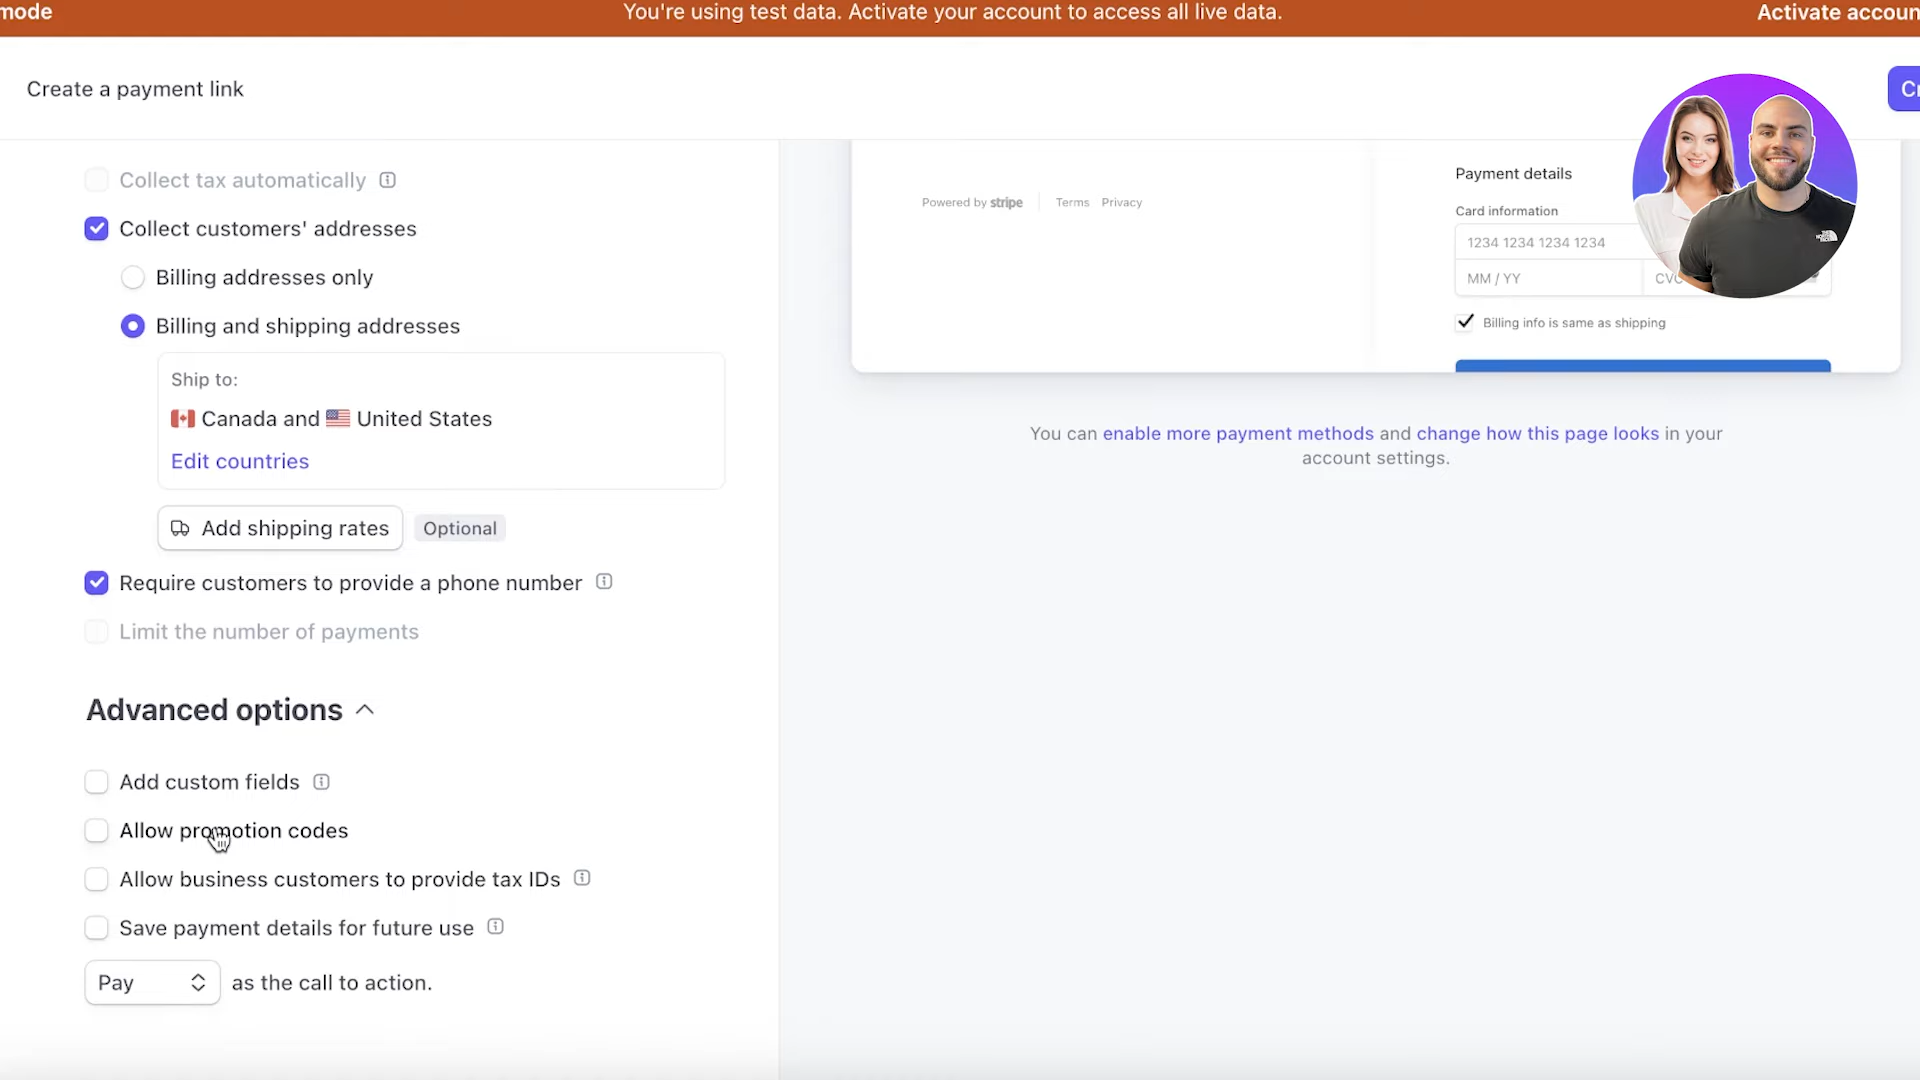 mode
You're using test data. Activate your account to access all live data.
Activate accoun
Create a payment link
Cr
Collect tax automatically
Collect customers' addresses
Billing addresses only
Billing and shipping addresses
Ship to:
Canada and United States
Edit countries
Add shipping rates
Optional
Require customers to provide a phone number
Limit the number of payments
Advanced options
Add custom fields
Allow promotion codes
Allow business customers to provide tax IDs
Save payment details for future use
Pay as the call to action.
Powered by stripe
Terms Privacy
Payment details
Card information
1234 1234 1234 1234
MM / YY
CVC
Billing info is same as shipping
You can enable more payment methods and change how this page looks in your
account settings.